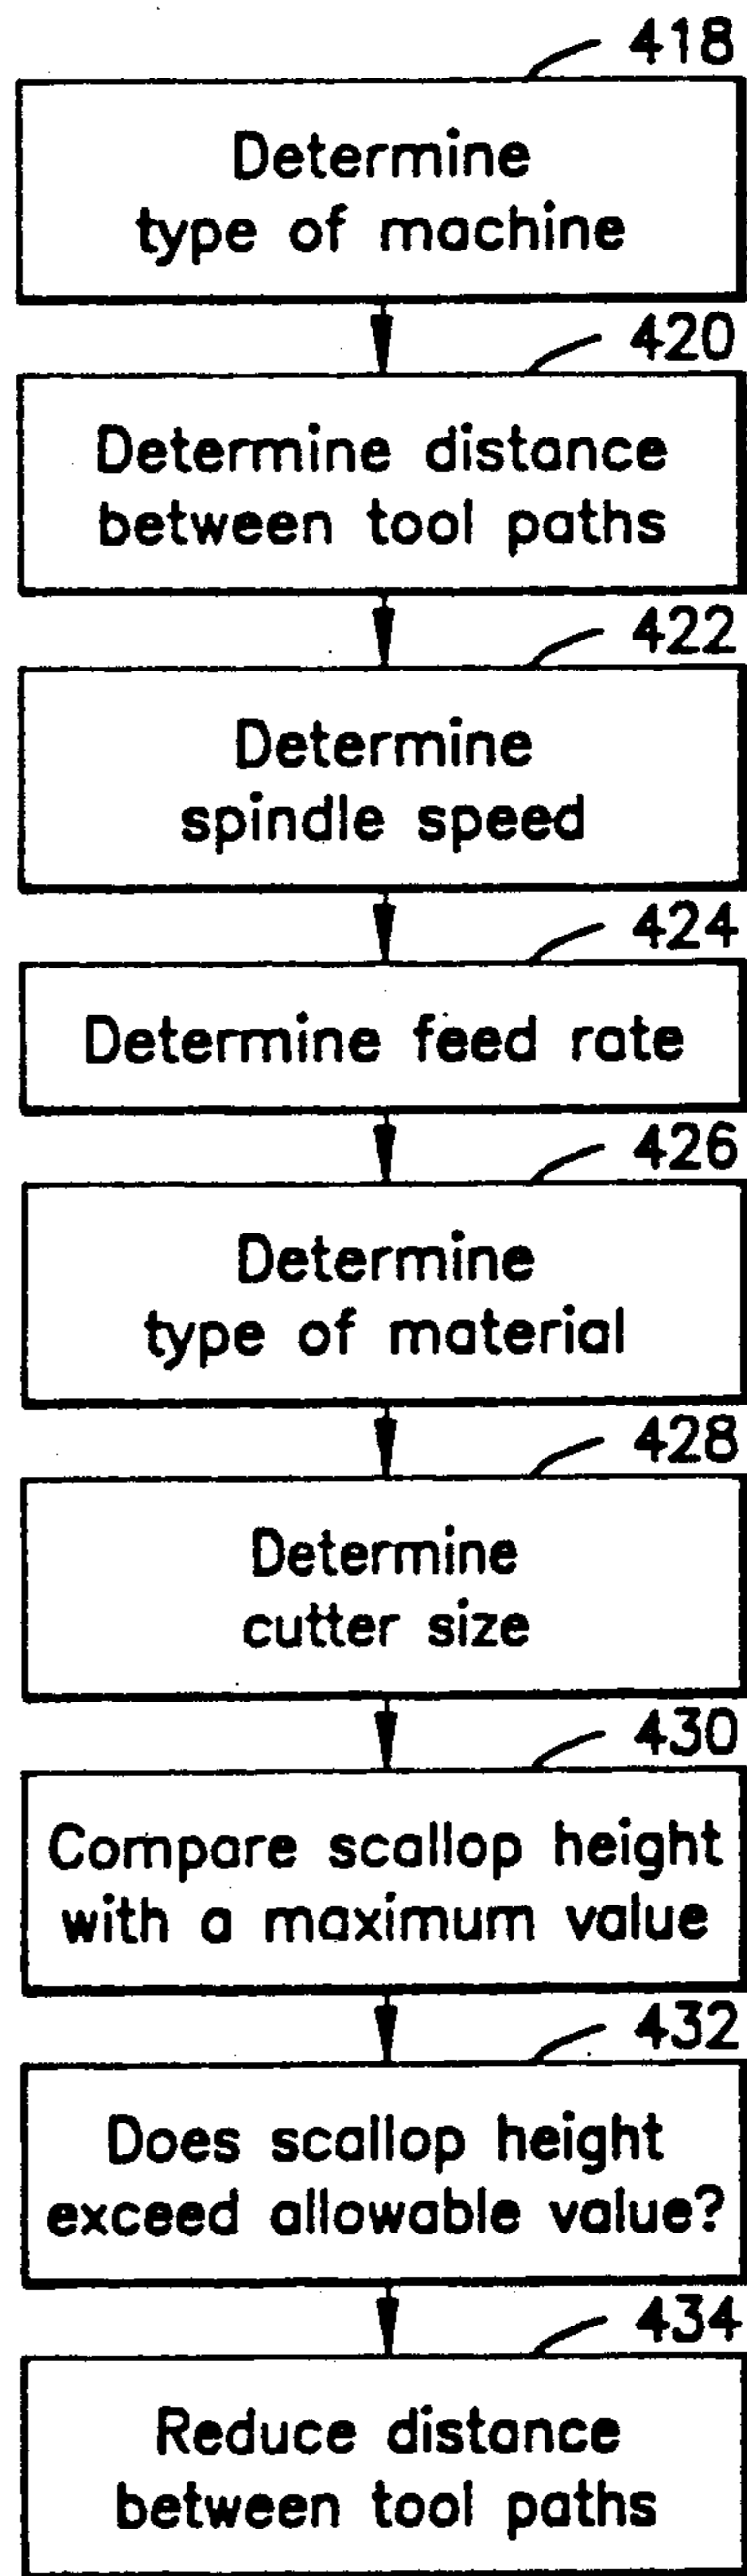 418
Determine
type of machine
420
Determine distance
between tool paths
422
Determine
spindle speed
424
Determine feed rate
426
Determine
type of material
428
Determine
cutter size
430
Compare scallop height
with a maximum value
432
Does scallop height
exceed allowable value?
434
Reduce distance
between tool paths